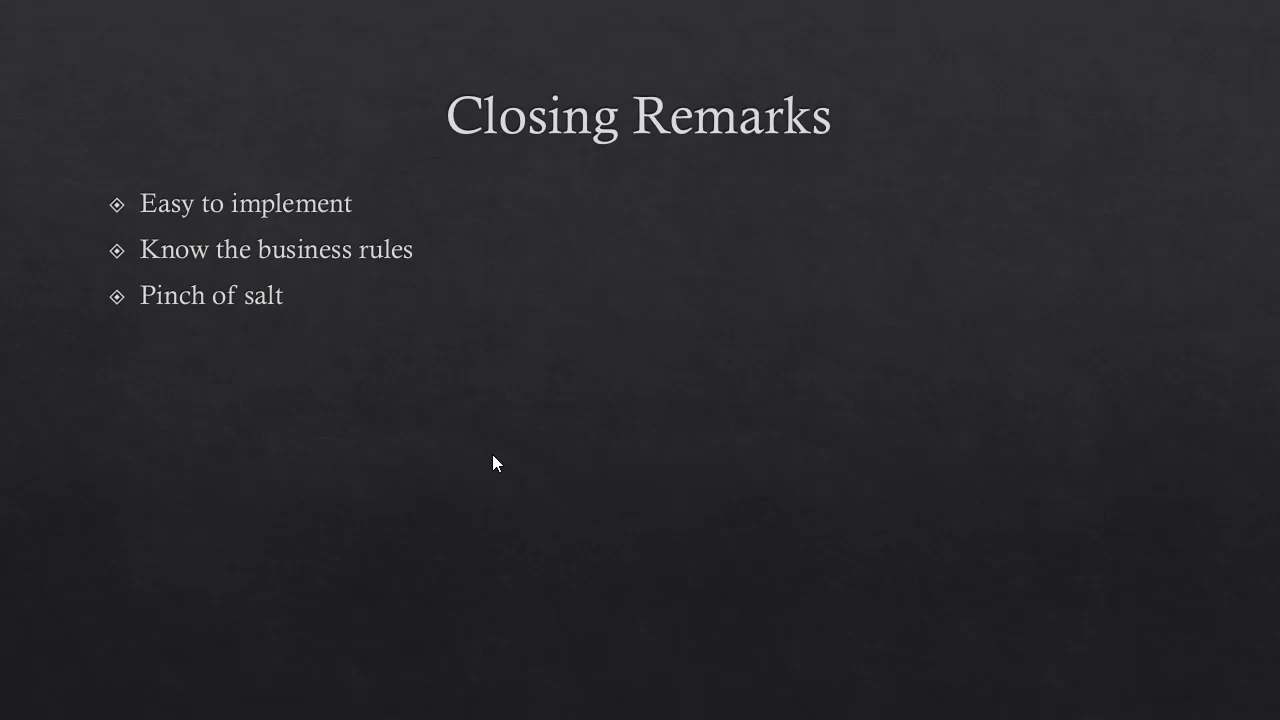 Closing Remarks
Easy to implement
Know the business rules
Pinch of salt